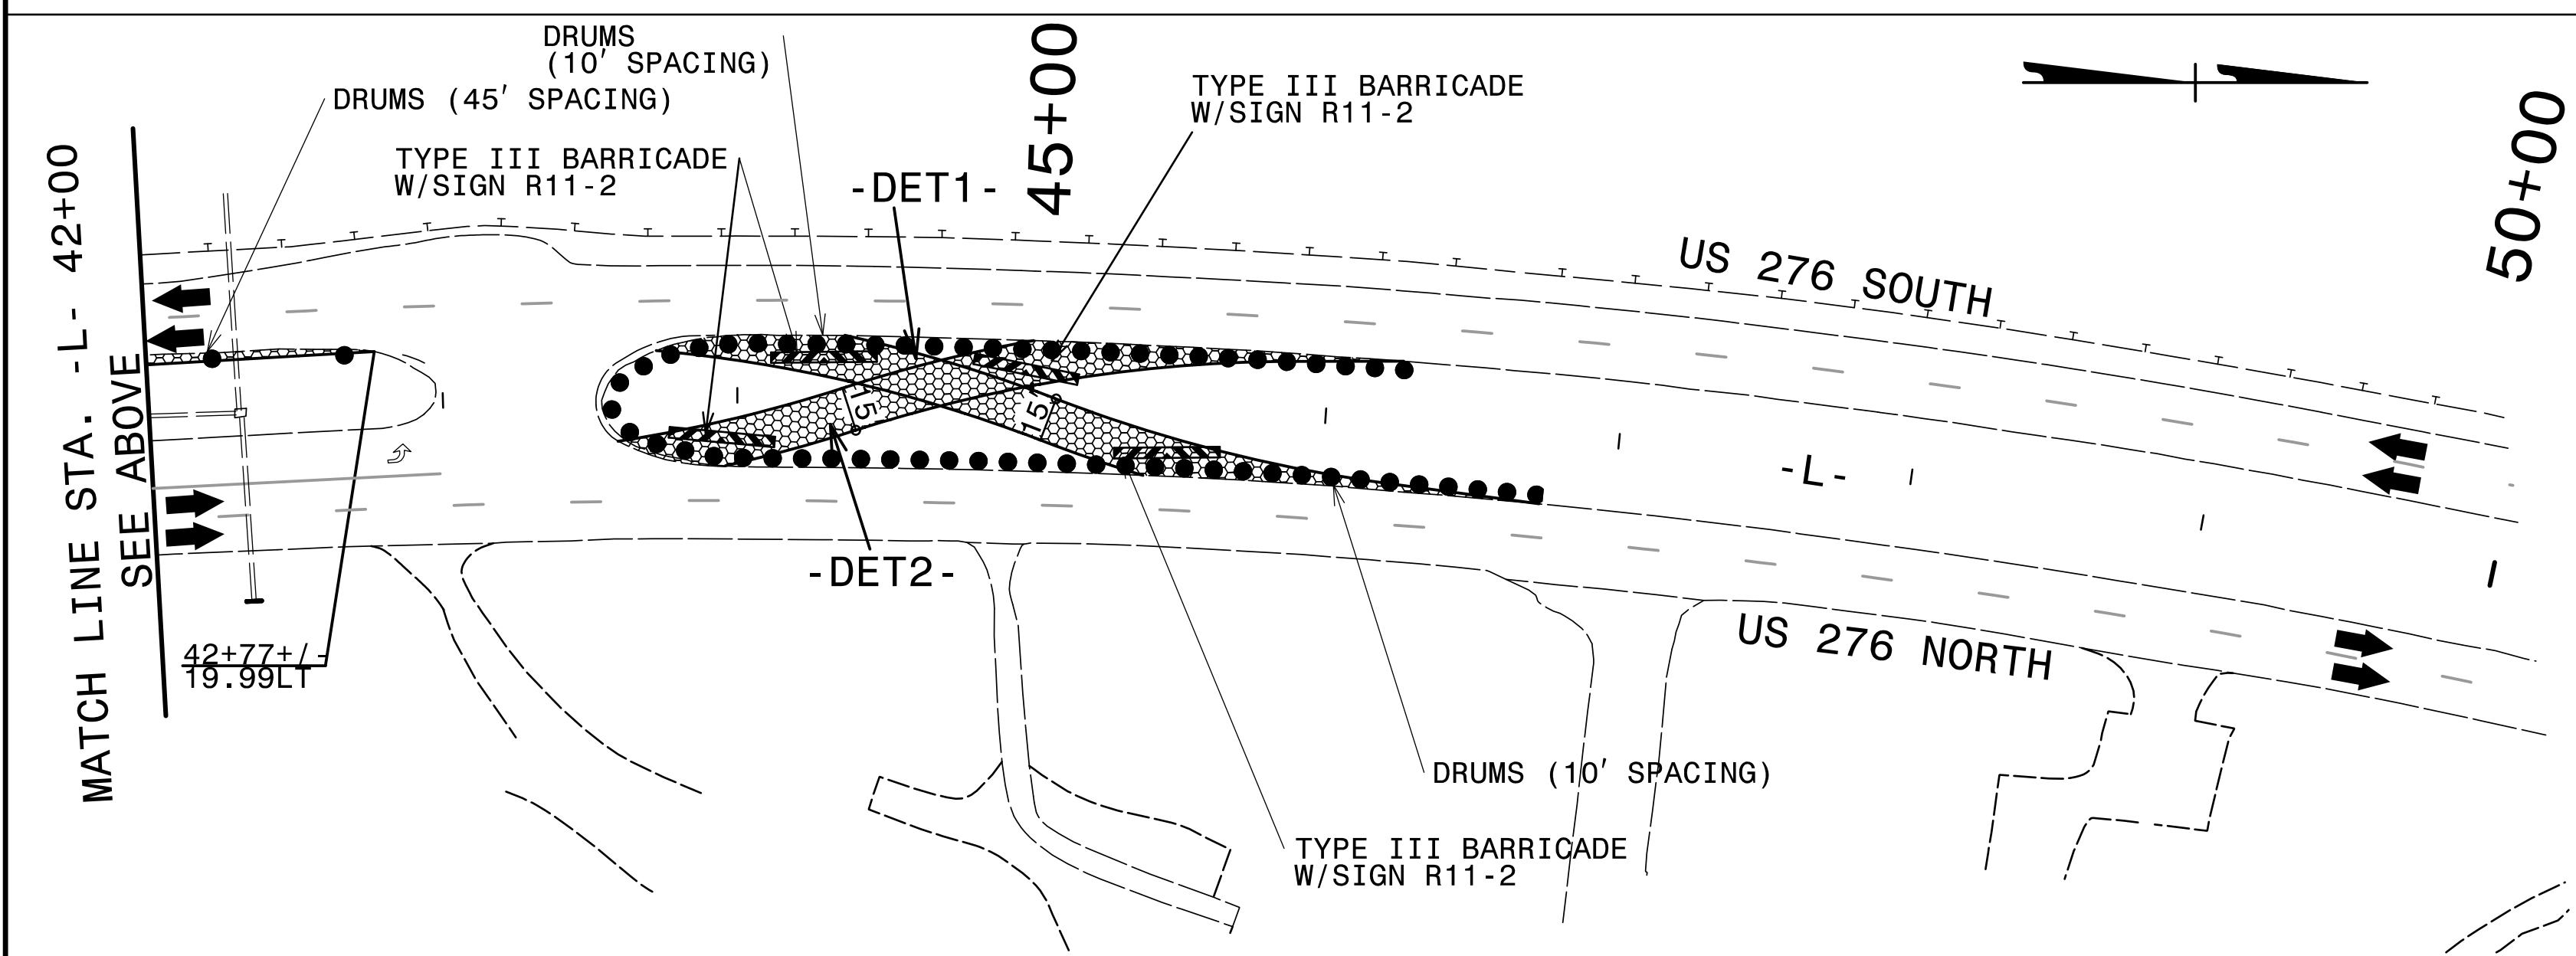 DRUMS
(10' SPACING)
DRUMS (45' SPACING)
TYPE III BARRICADE
W/SIGN R11-2
-DET1-
45+00
TYPE III BARRICADE
W/SIGN R11-2
50+00
MATCH LINE STA. -L- 42+00
SEE ABOVE
US 276 SOUTH
15°
15°
-L-
-DET2-
US 276 NORTH
42+77+/-
19.99LT
DRUMS (10' SPACING)
TYPE III BARRICADE
W/SIGN R11-2